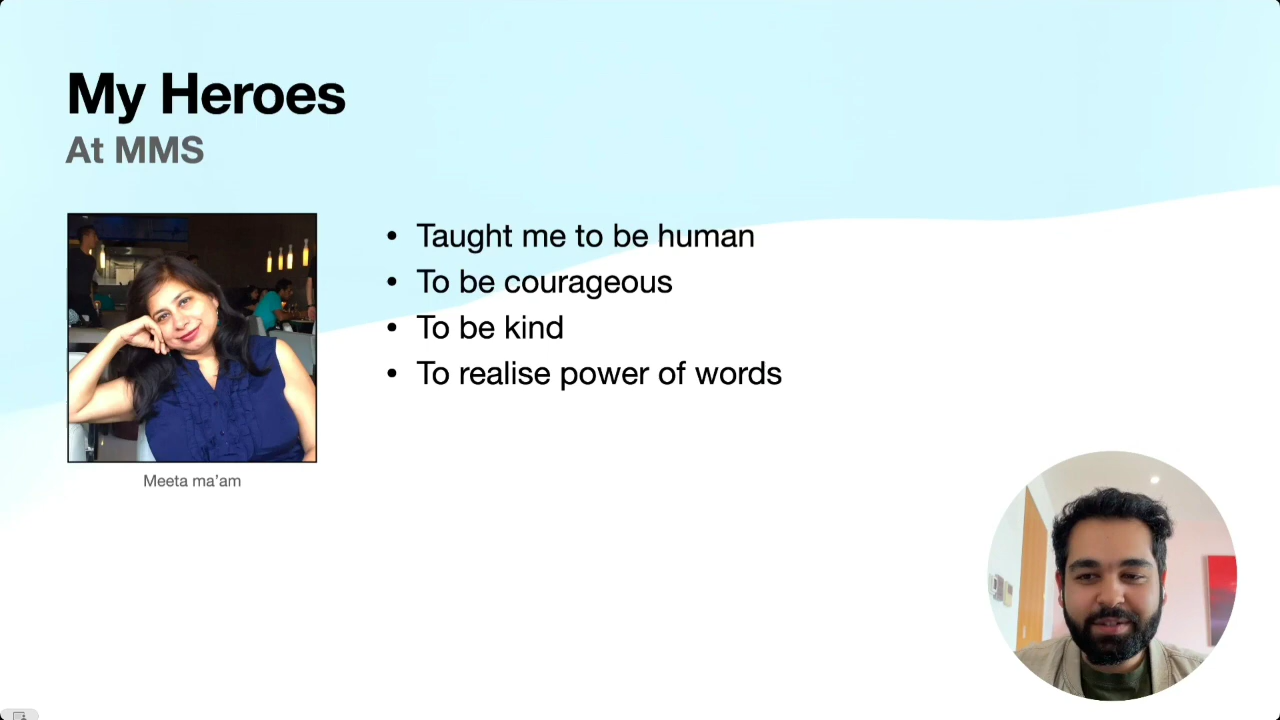 My Heroes
At MMS
• Taught me to be human
• To be courageous
• To be kind
• To realise power of words
Meeta ma’am